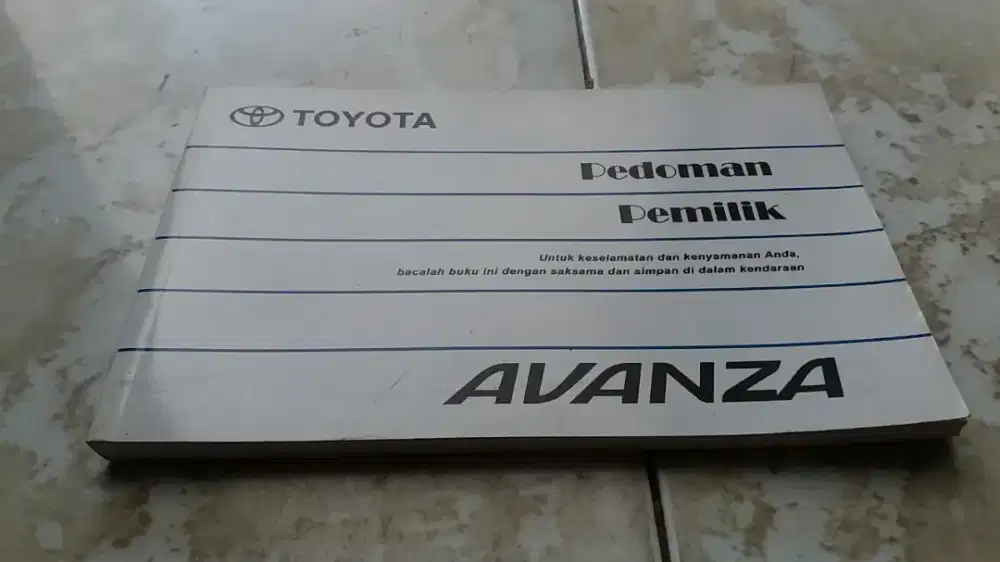 TOYOTA
Pedoman
Pemilik
Untuk keselamatan dan kenyamanan Anda,
bacalah buku ini dengan saksama dan simpan di dalam kendaraan
AVANZA